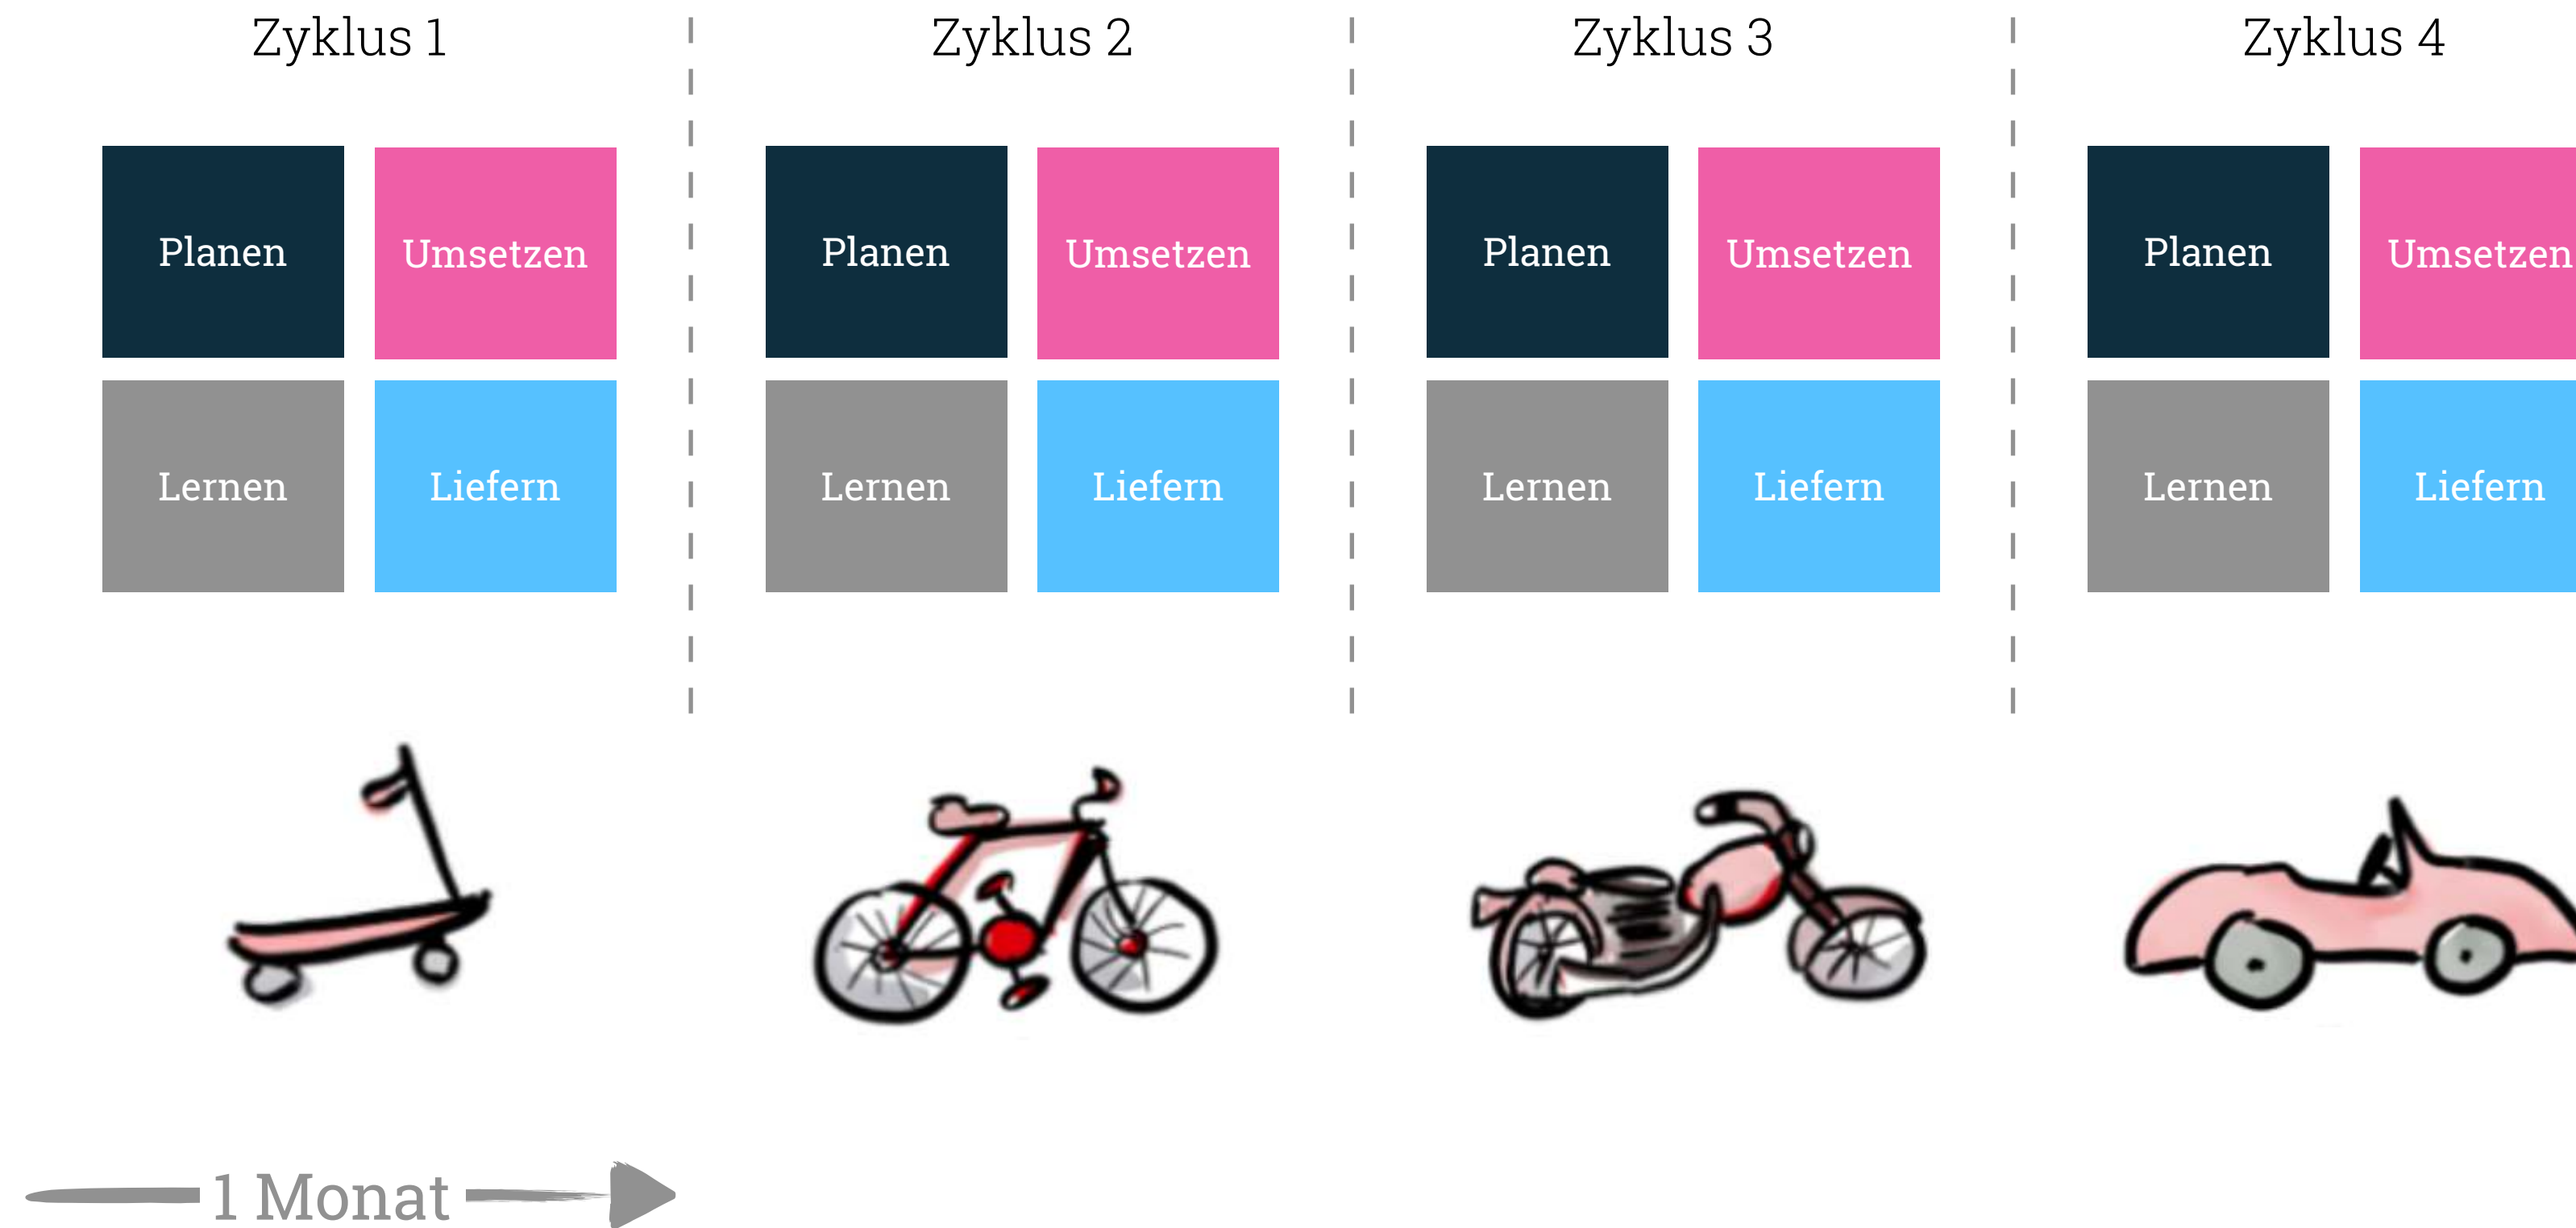 Zyklus 1
Zyklus 2
Zyklus 3
Zyklus 4
Planen
Umsetzen
Planen
Umsetzen
Planen
Umsetzen
Planen
Umsetzen
Lernen
Liefern
Lernen
Liefern
Lernen
Liefern
Lernen
Liefern
1 Monat